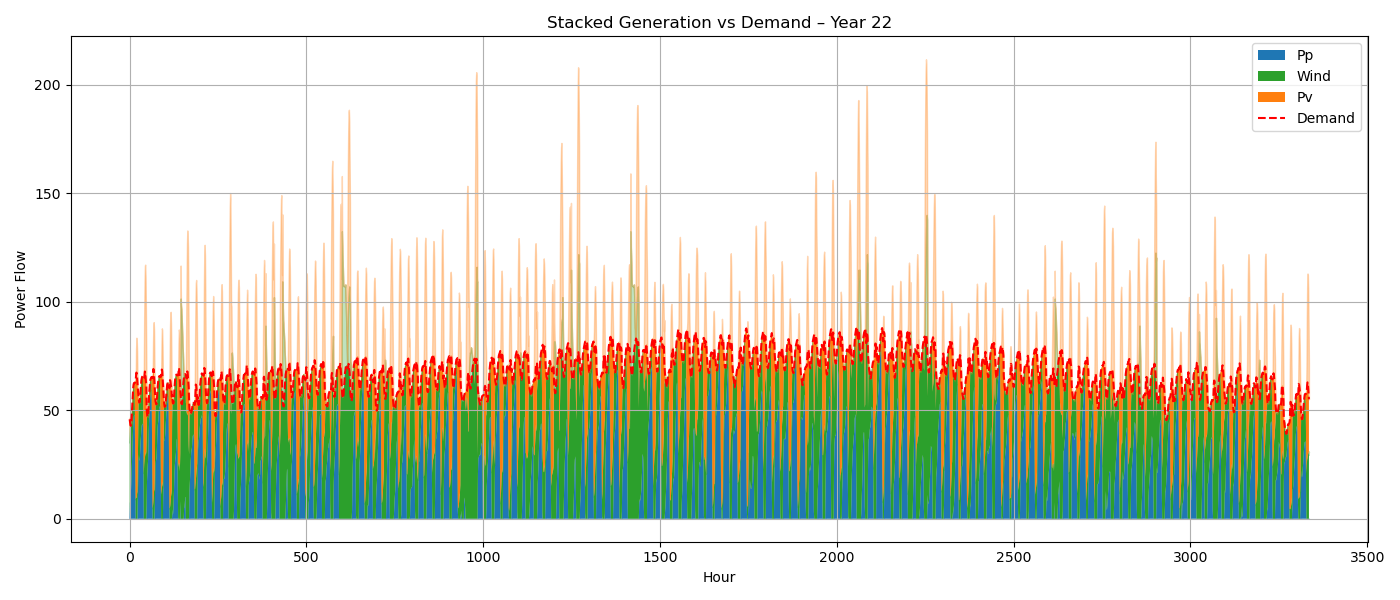 Stacked Generation vs Demand – Year 22
Pp
Wind
Pv
Demand
Power Flow
200
150
100
50
0
0 500 1000 1500 2000 2500 3000 3500
Hour